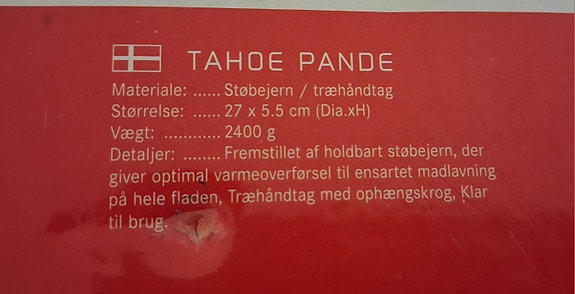 TAHOE PANDE
Materiale: ...... Støbejern / træhåndtag
Størrelse: ...... 27 x 5.5 cm (Dia.xH)
Vægt: ............ 2400 g
Detaljer: ........ Fremstillet af holdbart støbejern, der
giver optimal varmeoverførsel til ensartet madlavning
på hele fladen, Træhåndtag med ophængskrog, Klar
til brug.